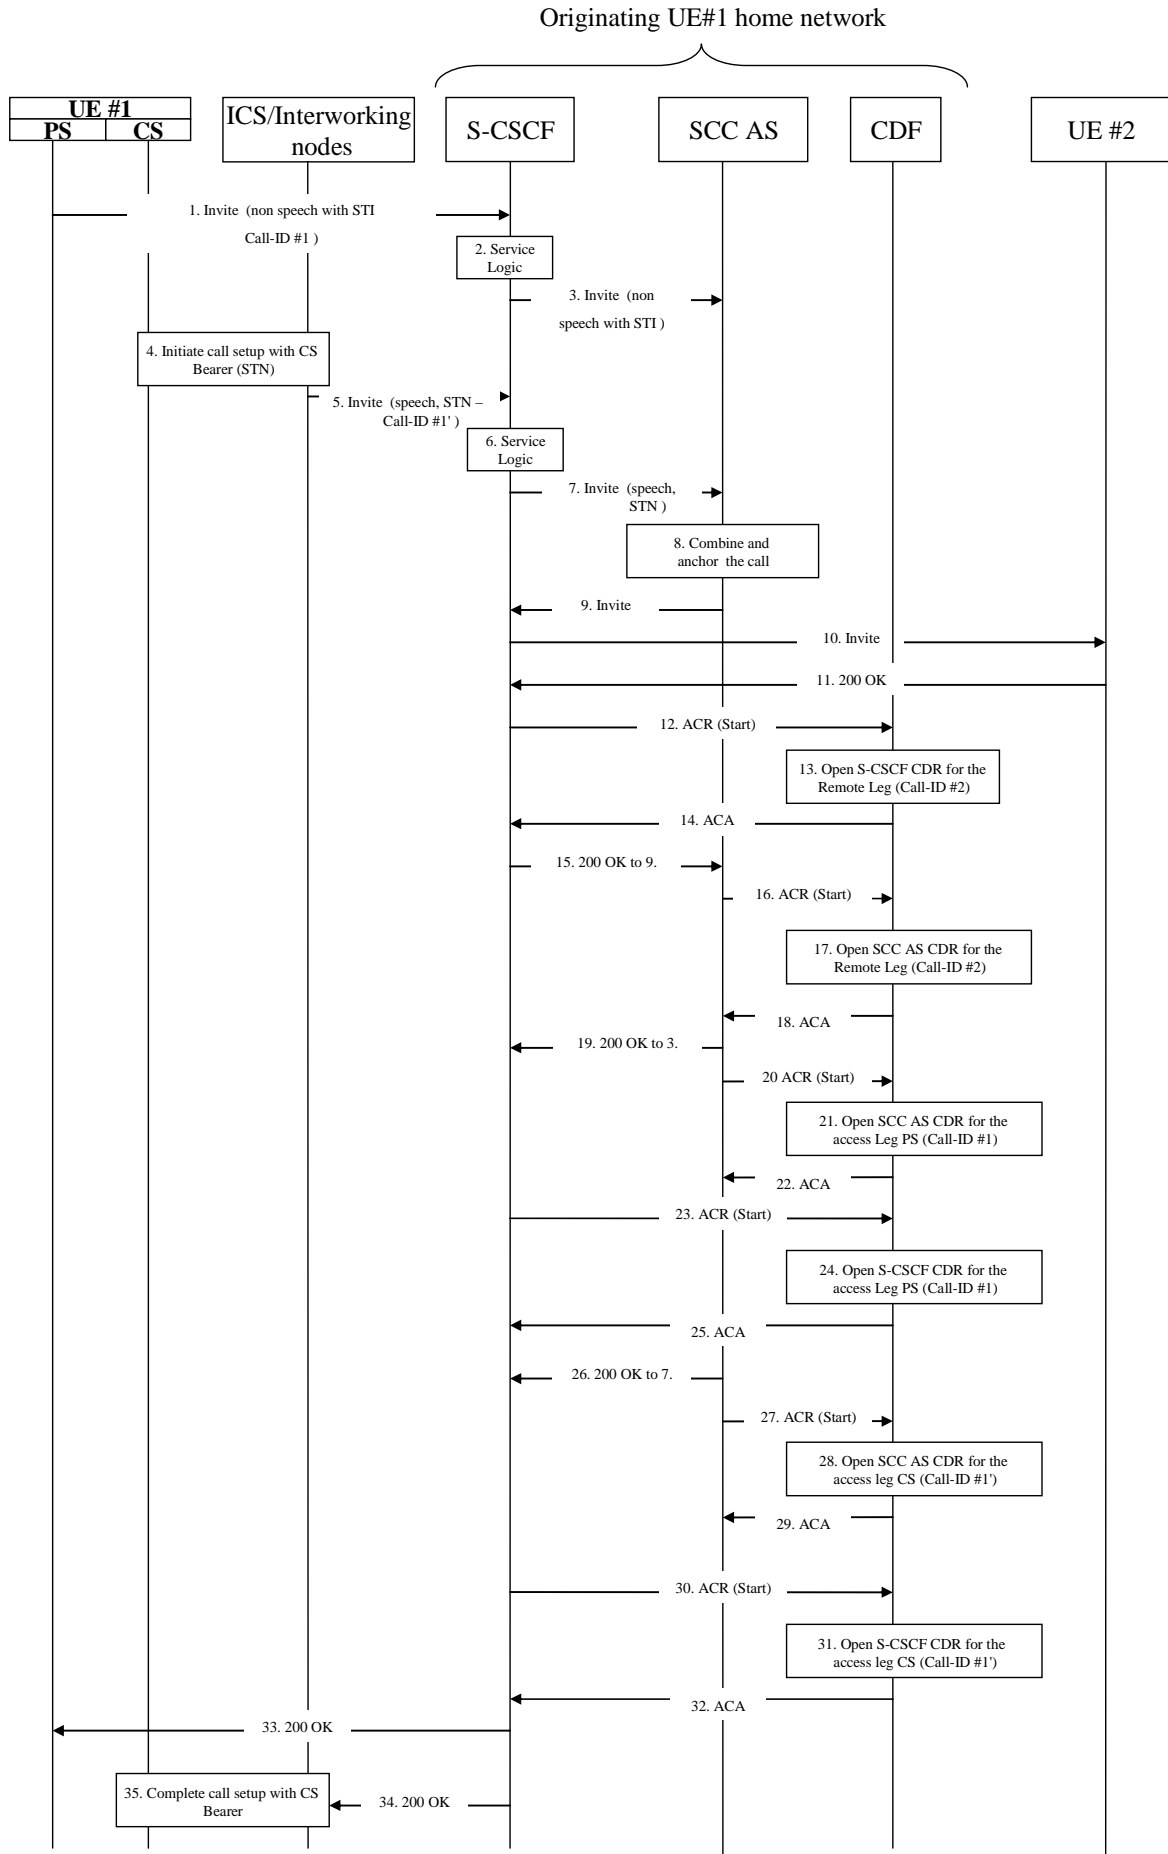 Originating UE#1 home network
UE #1
PS
CS
ICS/Interworking
nodes
S-CSCF
SCC AS
CDF
UE #2
1. Invite (non speech with STI
Call-ID #1 )
2. Service
Logic
3. Invite (non
speech with STI )
4. Initiate call setup with CS
Bearer (STN)
5. Invite (speech, STN –
Call-ID #1' )
6. Service
Logic
7. Invite (speech,
STN )
8. Combine and
anchor the call
9. Invite
10. Invite
11. 200 OK
12. ACR (Start)
13. Open S-CSCF CDR for the
Remote Leg (Call-ID #2)
14. ACA
15. 200 OK to 9.
16. ACR (Start)
17. Open SCC AS CDR for the
Remote Leg (Call-ID #2)
18. ACA
19. 200 OK to 3.
20 ACR (Start)
21. Open SCC AS CDR for the
access Leg PS (Call-ID #1)
22. ACA
23. ACR (Start)
24. Open S-CSCF CDR for the
access Leg PS (Call-ID #1)
25. ACA
26. 200 OK to 7.
27. ACR (Start)
28. Open SCC AS CDR for the
access leg CS (Call-ID #1')
29. ACA
30. ACR (Start)
31. Open S-CSCF CDR for the
access leg CS (Call-ID #1')
32. ACA
33. 200 OK
35. Complete call setup with CS
Bearer
34. 200 OK